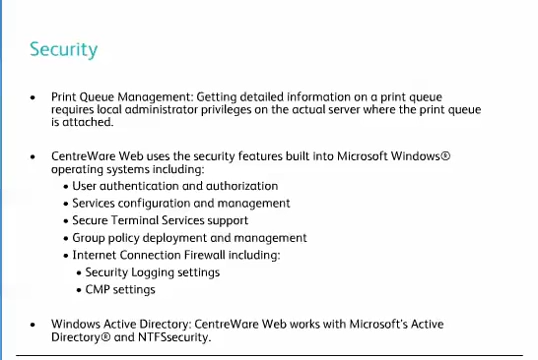 Security
• Print Queue Management: Getting detailed information on a print queue
requires local administrator privileges on the actual server where the print queue
is attached.
• CentreWare Web uses the security features built into Microsoft Windows®
operating systems including:
• User authentication and authorization
• Services configuration and management
• Secure Terminal Services support
• Group policy deployment and management
• Internet Connection Firewall including:
• Security Logging settings
• CMP settings
• Windows Active Directory: CentreWare Web works with Microsoft's Active
Directory® and NTFSsecurity.